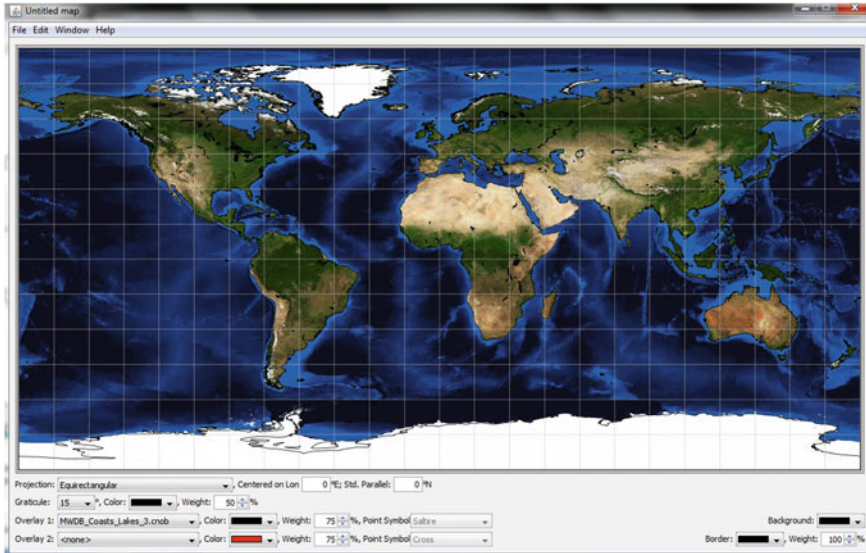 Untitled map
File Edit Window Help
Projection: Equirectangular , Centered on Lon 0 °E; Std. Parallel: 0 °N
Graticule: 15 °, Color: , Weight: 50 %
Overlay 1: MWDB_Coasts_Lakes_3.cnob , Color: , Weight: 75 %, Point Symbol Saltire Background:
Overlay 2: <none> , Color: , Weight: 75 %, Point Symbol Cross Border: , Weight: 100 %